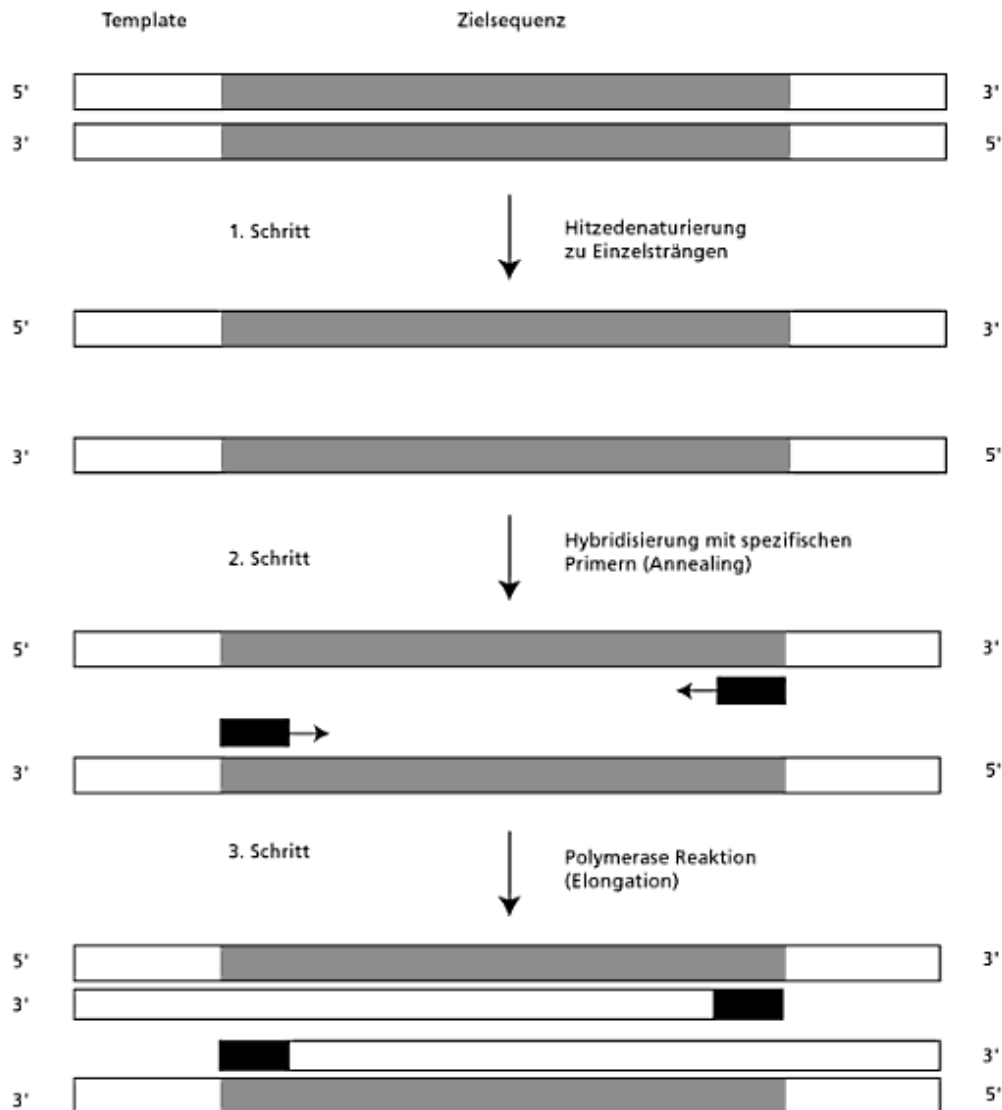 Template Zielsequenz
5' 3'
3' 5'
1. Schritt
Hitzedenaturierung
zu Einzelsträngen
5' 3'
3' 5'
2. Schritt
Hybridisierung mit spezifischen
Primern (Annealing)
5' 3'
3' 5'
3. Schritt
Polymerase Reaktion
(Elongation)
5' 3'
3'
3'
3' 5'